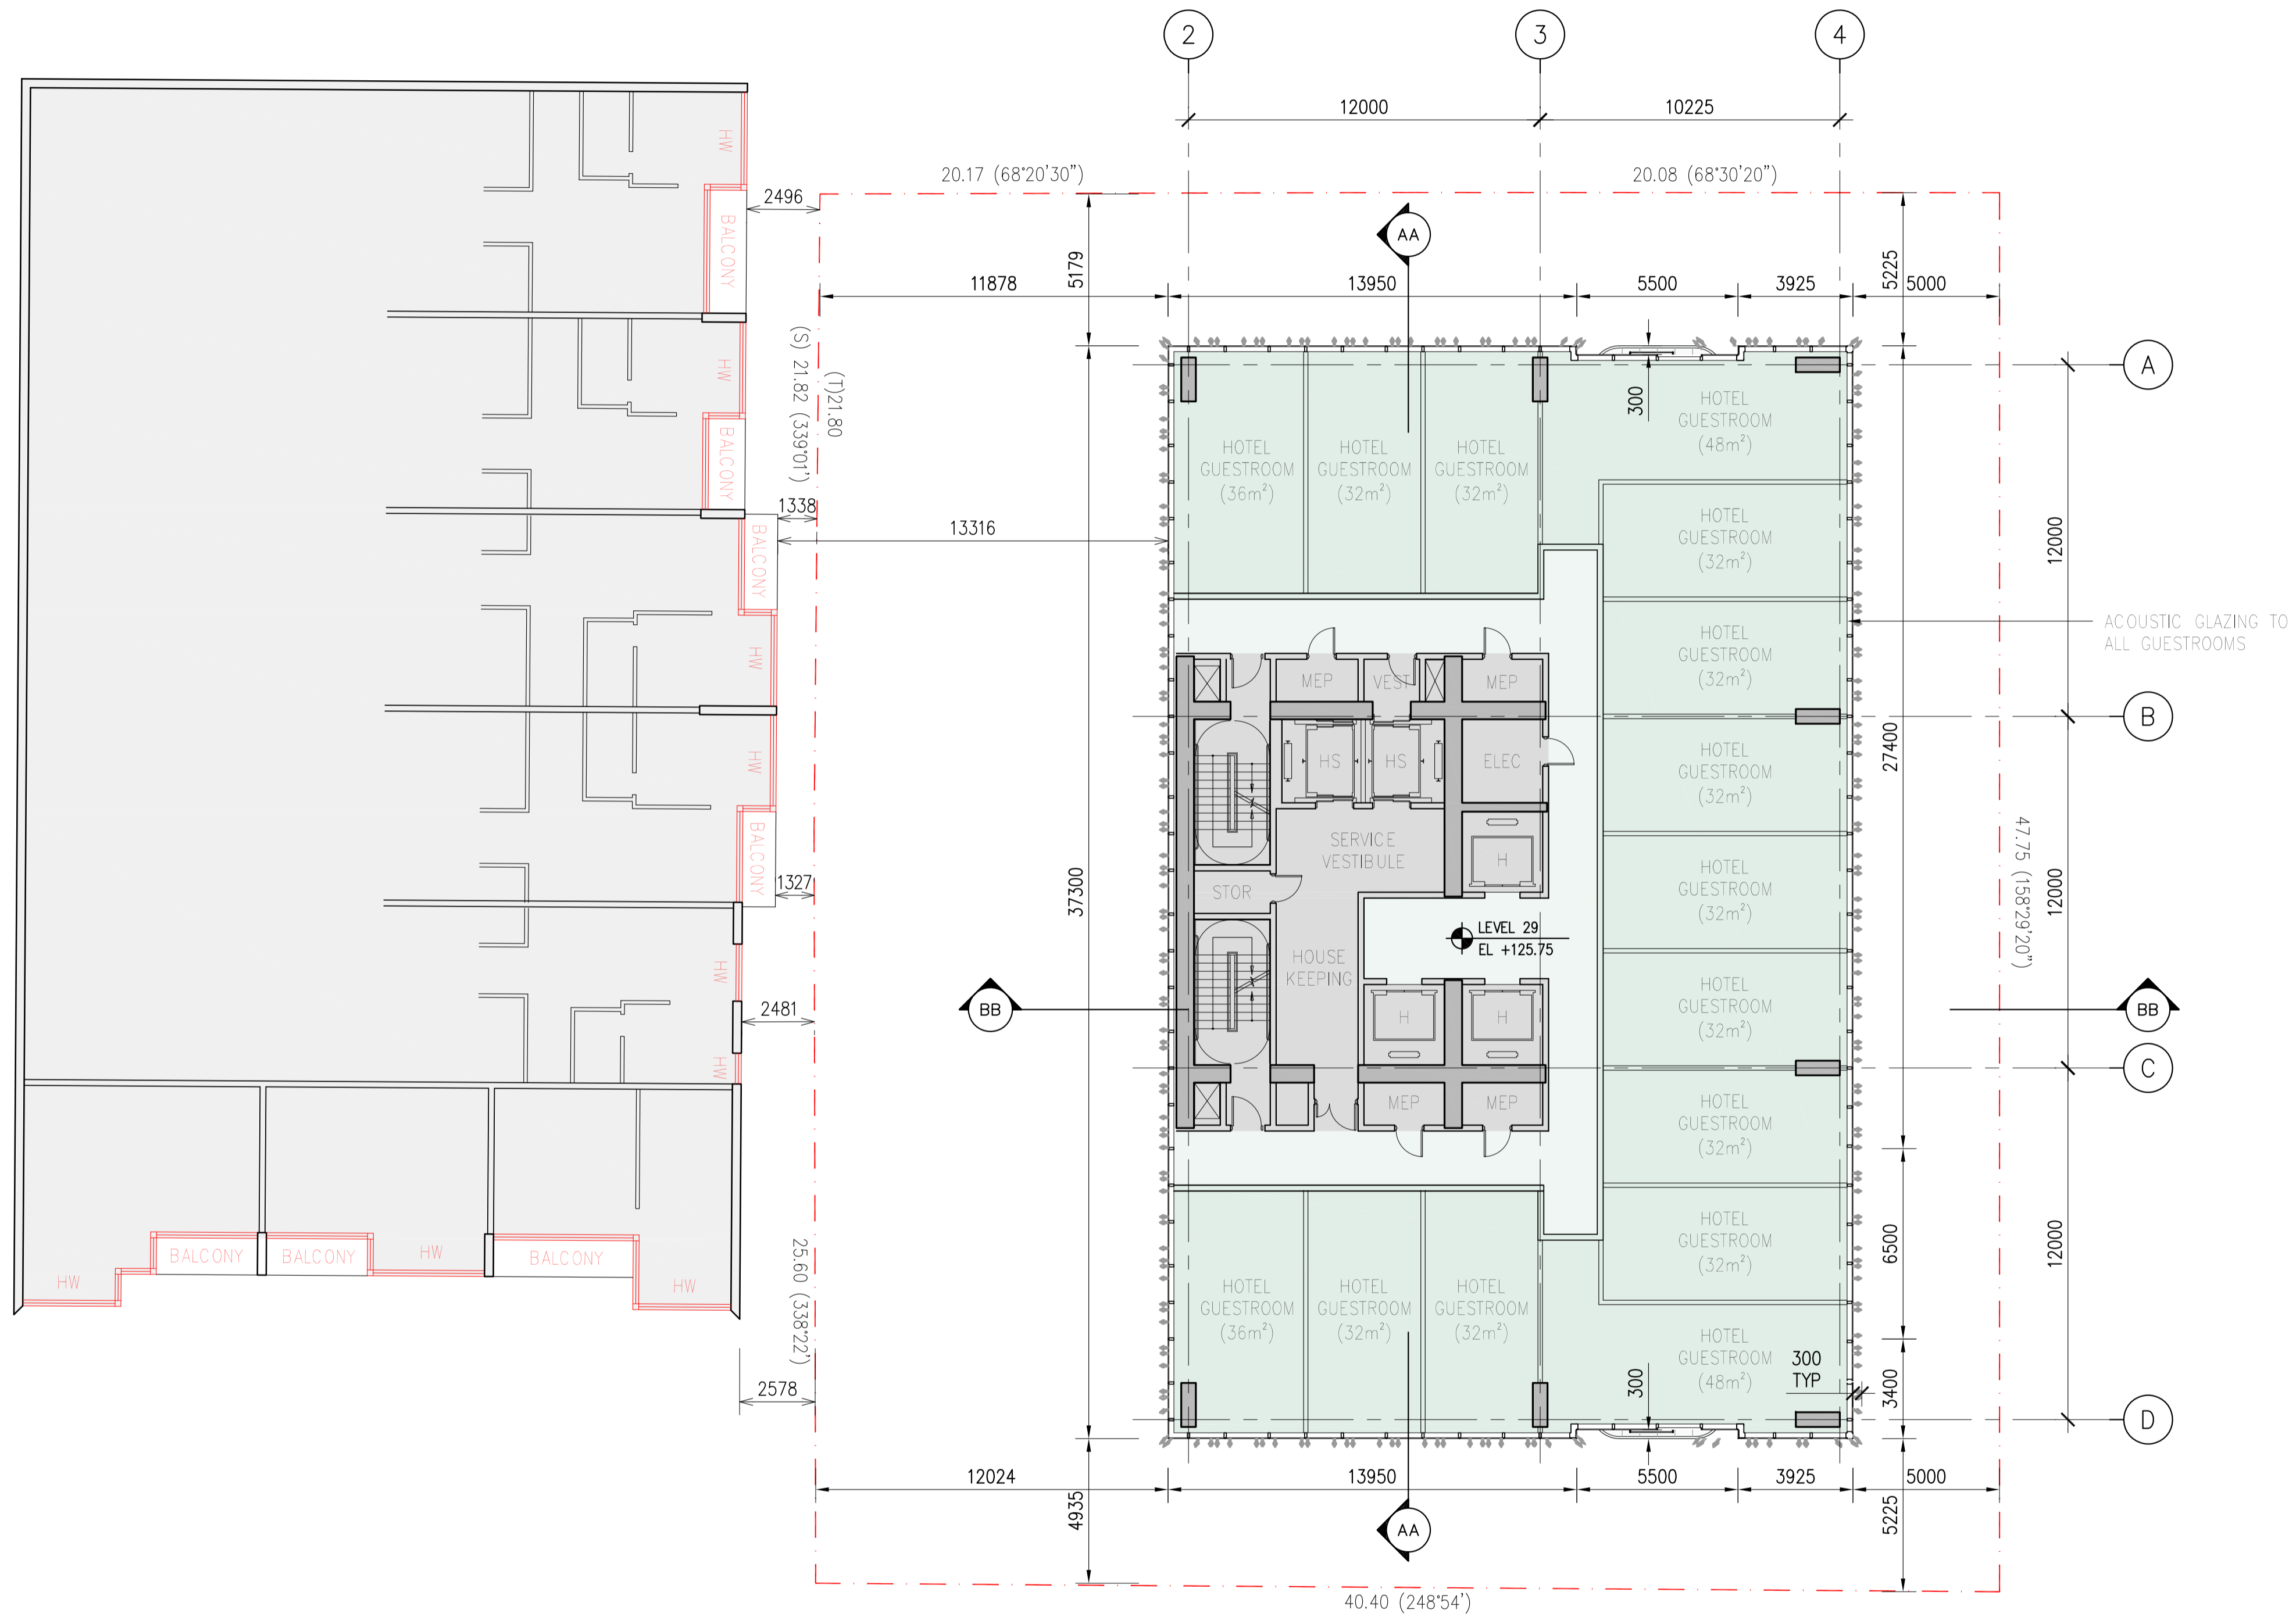 2
3
4
12000
10225
20.17 (68°20'30")
20.08 (68°30'20")
2496
5179
5225
11878
13950
5500
3925
5000
AA
HW
BALCONY
HW
BALCONY
(S) 21.82 (339°01')
(T)21.80
300
A
HOTEL
GUESTROOM
(48m²)
HOTEL
GUESTROOM
(36m²)
HOTEL
GUESTROOM
(32m²)
HOTEL
GUESTROOM
(32m²)
1338
13316
BALCONY
HOTEL
GUESTROOM
(32m²)
12000
ACOUSTIC GLAZING TO
ALL GUESTROOMS
HW
HOTEL
GUESTROOM
(32m²)
MEP
VEST
MEP
B
HW
HS
HS
ELEC
HOTEL
GUESTROOM
(32m²)
27400
BALCONY
SERVICE
VESTIBULE
H
1327
STOR
HOTEL
GUESTROOM
(32m²)
37300
12000
47.75 (158°29'20")
LEVEL 29
EL +125.75
HOUSE
KEEPING
HW
2481
BB
H
H
HOTEL
GUESTROOM
(32m²)
BB
HW
C
MEP
MEP
HOTEL
GUESTROOM
(32m²)
HOTEL
GUESTROOM
(32m²)
6500
12000
BALCONY
BALCONY
HW
BALCONY
HW
HW
25.60 (338°22')
HOTEL
GUESTROOM
(36m²)
HOTEL
GUESTROOM
(32m²)
HOTEL
GUESTROOM
(32m²)
HOTEL
GUESTROOM
(48m²)
300
TYP
2578
300
3400
D
12024
13950
5500
3925
5000
4935
5225
AA
40.40 (248°54')